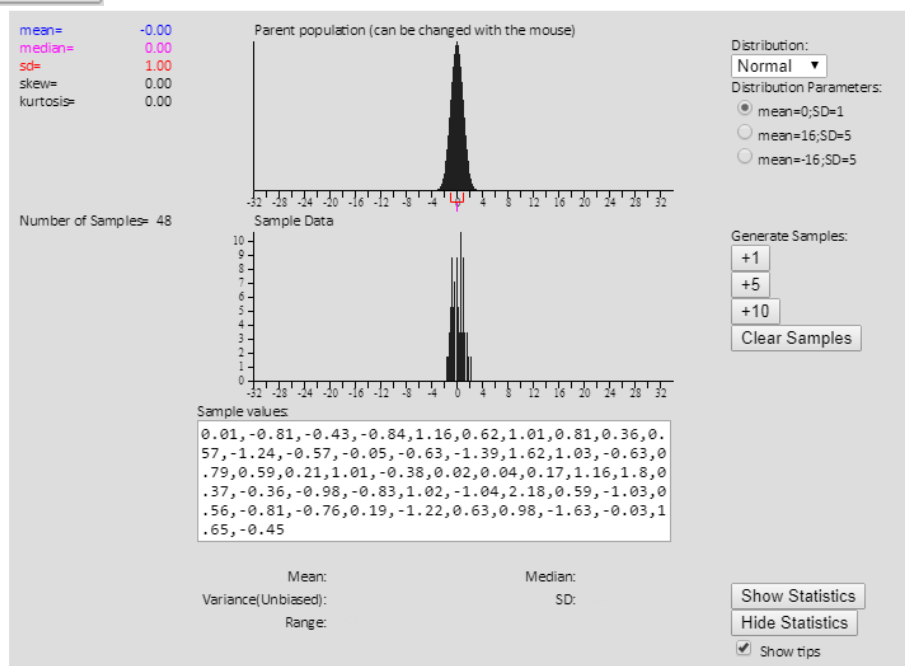 mean= -0.00
median= 0.00
sd= 1.00
skew= 0.00
kurtosis= 0.00
Parent population (can be changed with the mouse)
-32 -28 -24 -20 -16 -12 -8 -4 0 4 8 12 16 20 24 28 32
Distribution:
Normal ▼
Distribution Parameters:
mean=0;SD=1
mean=16;SD=5
mean=-16;SD=5
Number of Samples= 48
Sample Data
10
9
8
7
6
5
4
3
2
1
0
-32 -28 -24 -20 -16 -12 -8 -4 0 4 8 12 16 20 24 28 32
Generate Samples:
+1
+5
+10
Clear Samples
Sample values:
0.01,-0.81,-0.43,-0.84,1.16,0.62,1.01,0.81,0.36,0.
57,-1.24,-0.57,-0.05,-0.63,-1.39,1.62,1.03,-0.63,0
.79,0.59,0.21,1.01,-0.38,0.02,0.04,0.17,1.16,1.8,0
.37,-0.36,-0.98,-0.83,1.02,-1.04,2.18,0.59,-1.03,0
.56,-0.81,-0.76,0.19,-1.22,0.63,0.98,-1.63,-0.03,1
.65,-0.45
Mean: Median:
Variance(Unbiased): SD:
Range:
Show Statistics
Hide Statistics
Show tips